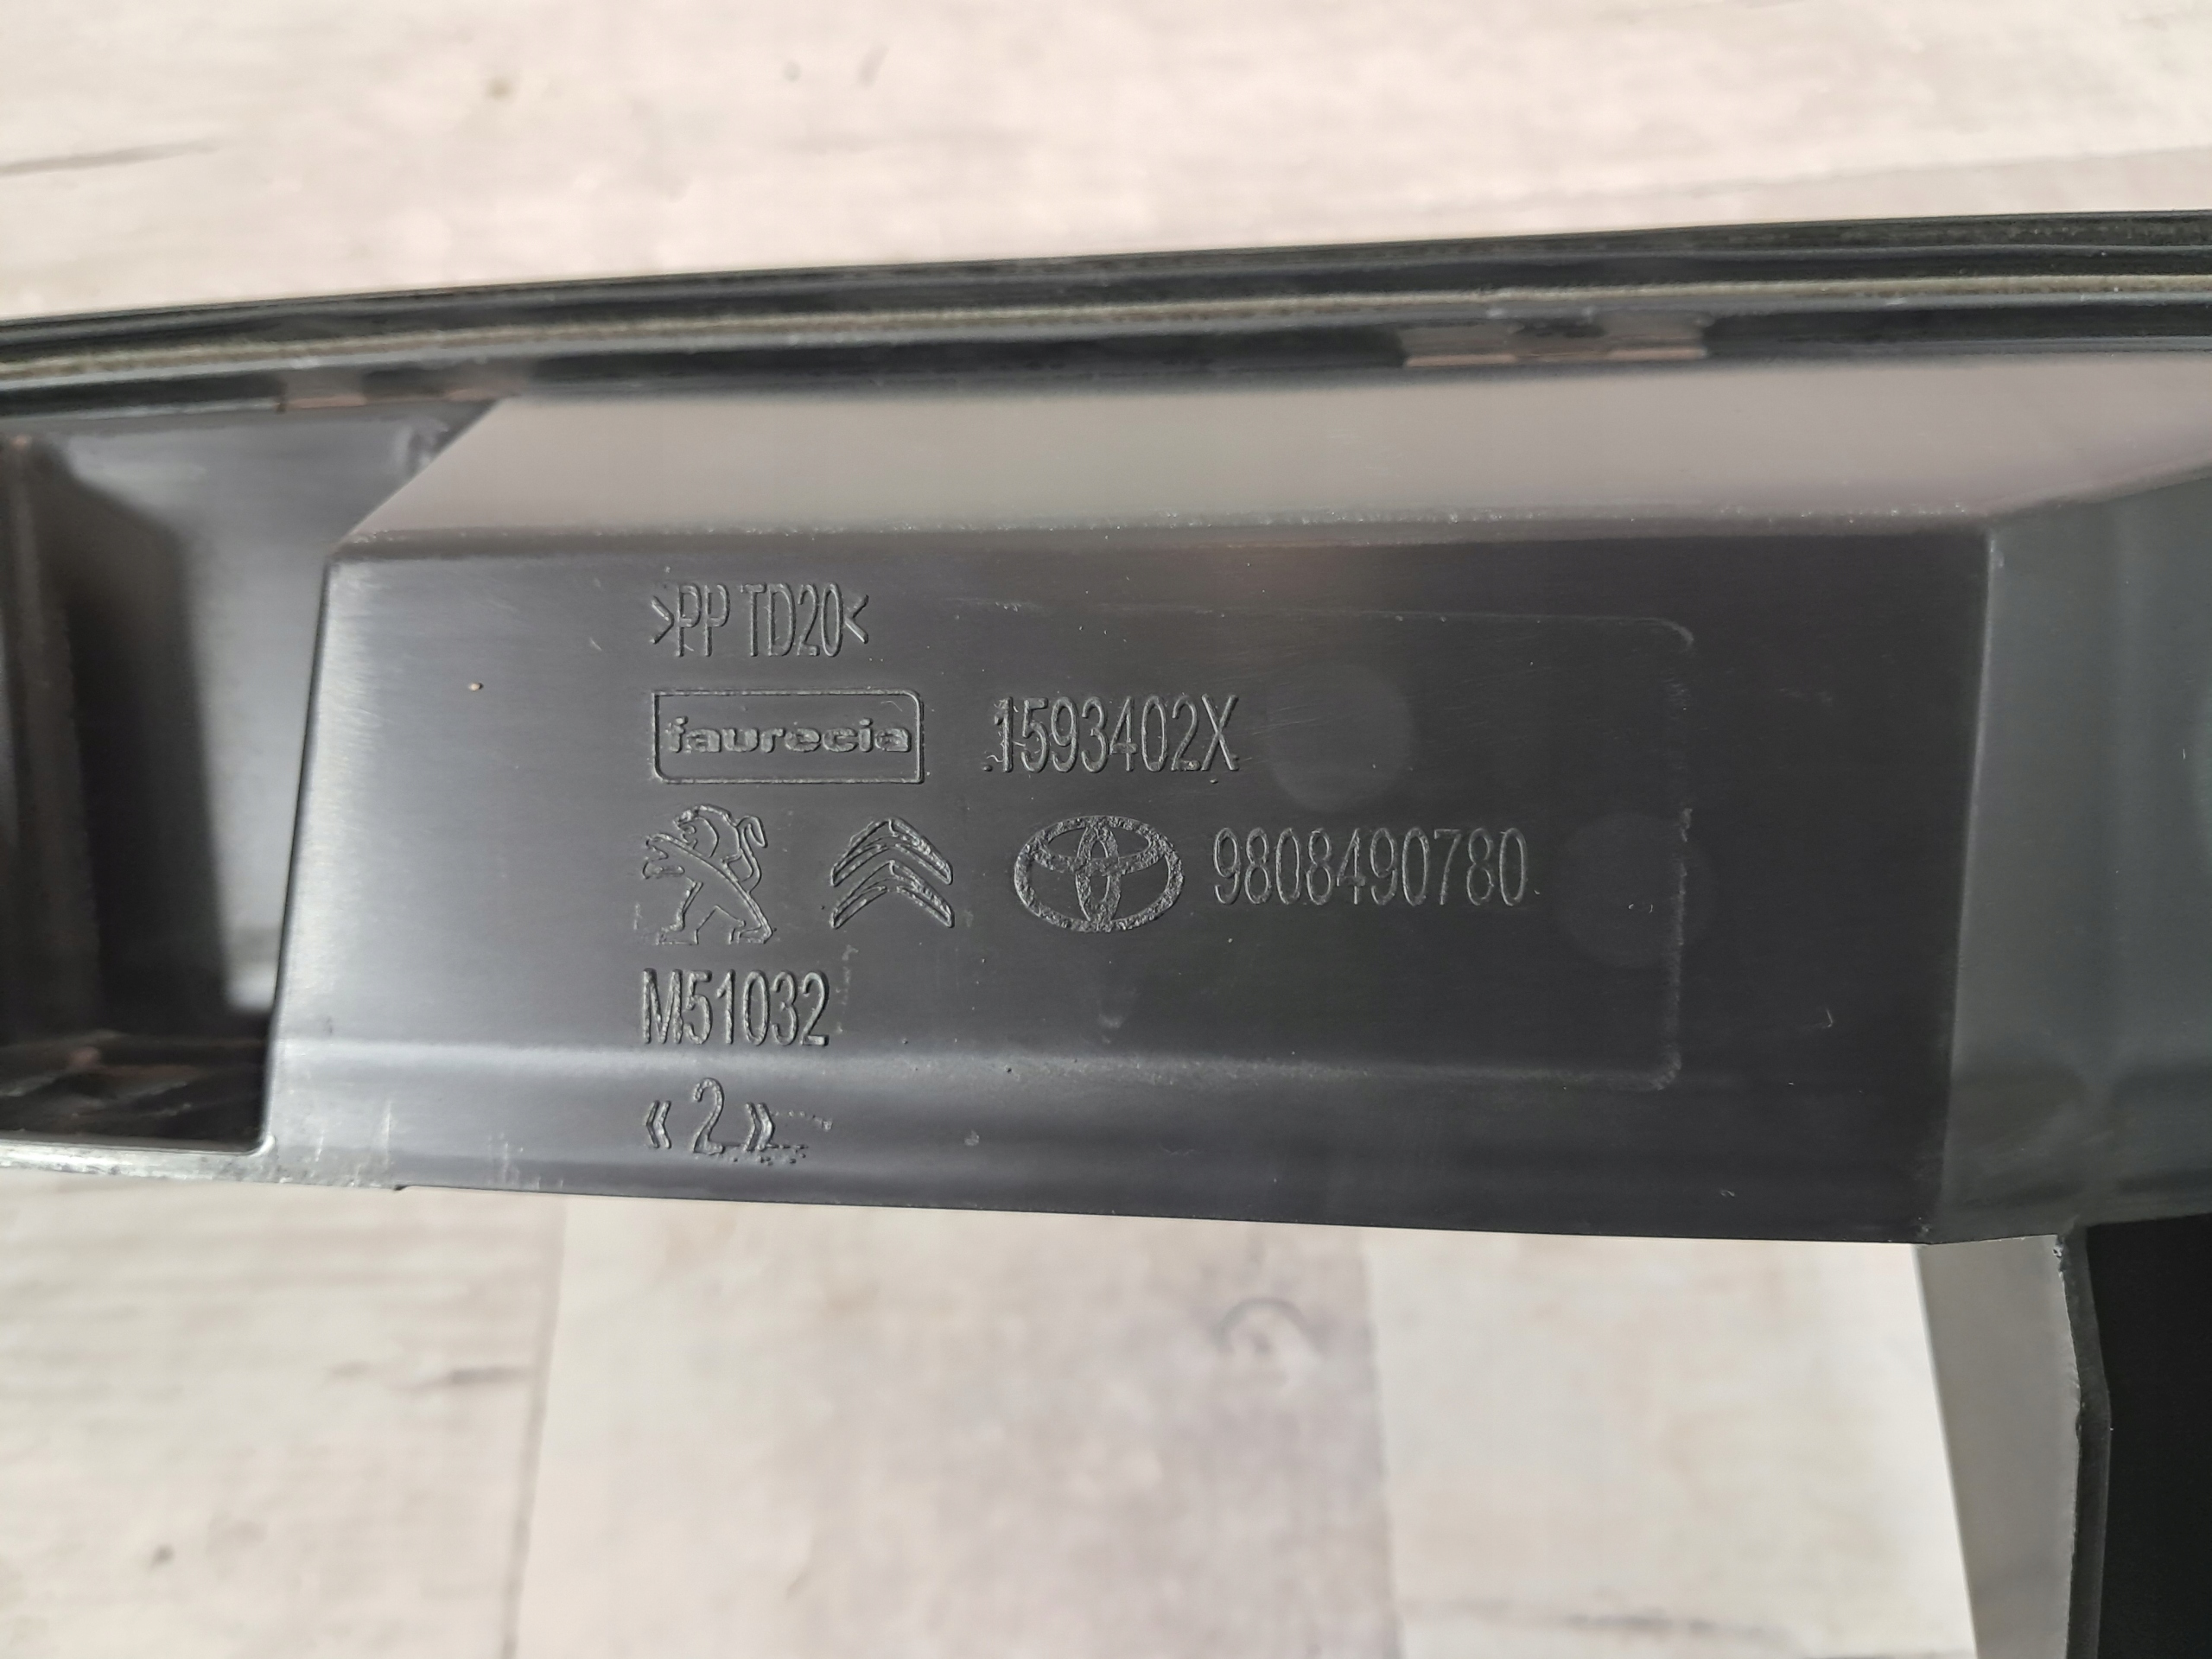 >PP TD20<
faurecia 1593402X
9808490780
M51032
«2»